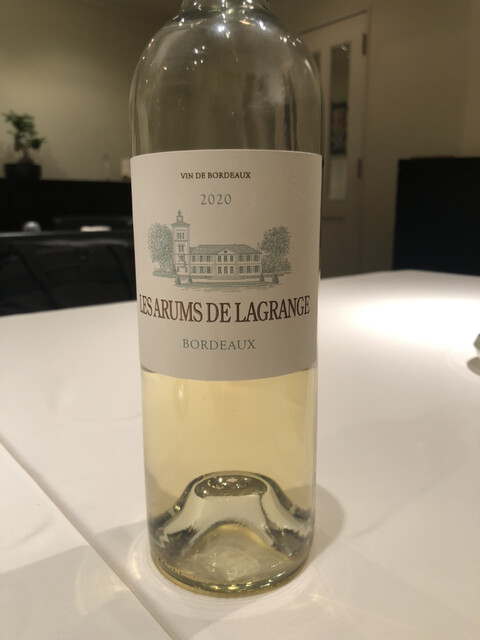 VIN DE BORDEAUX
2020
LES ARUMS DE LAGRANGE
BORDEAUX